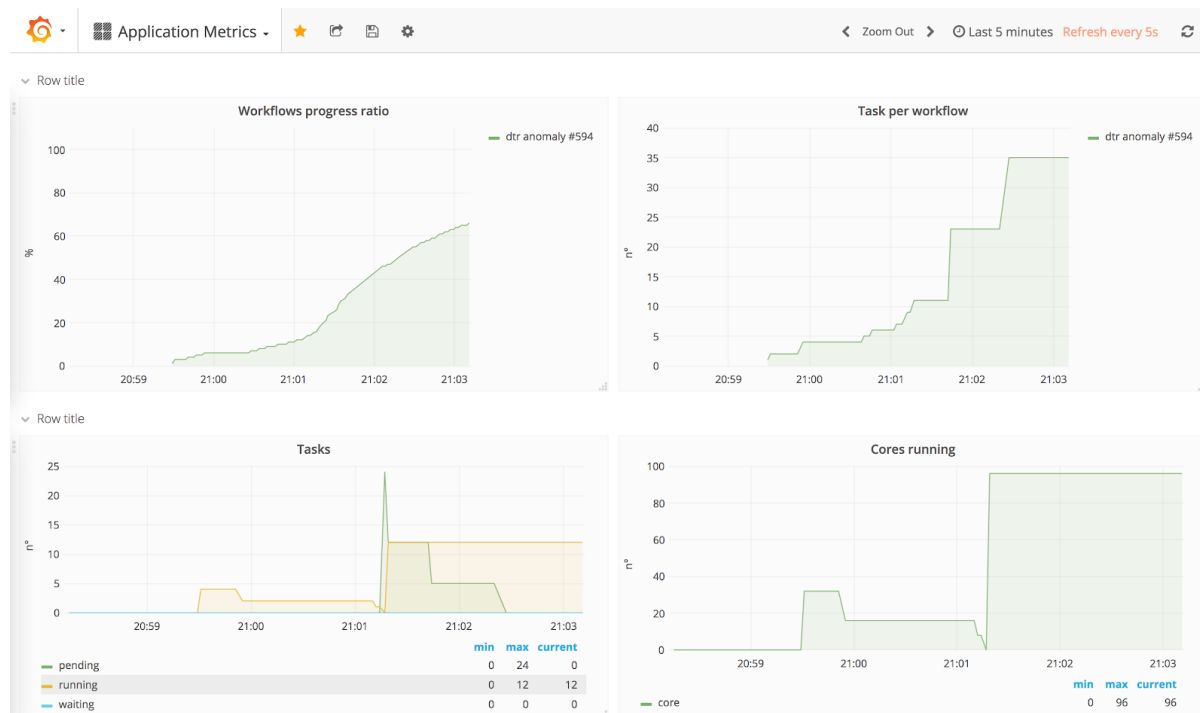 Application Metrics
Zoom Out
Last 5 minutes
Refresh every 5s
Row title
Workflows progress ratio
dtr anomaly #594
100
80
60
40
20
0
%
20:59 21:00 21:01 21:02 21:03
Task per workflow
dtr anomaly #594
40
35
30
25
20
15
10
5
0
n°
20:59 21:00 21:01 21:02 21:03
Row title
Tasks
25
20
15
10
5
0
n°
20:59 21:00 21:01 21:02 21:03
min max current
pending 0 24 0
running 0 12 12
waiting 0 0 0
Cores running
100
80
60
40
20
0
n°
20:59 21:00 21:01 21:02 21:03
min max current
core 0 96 96